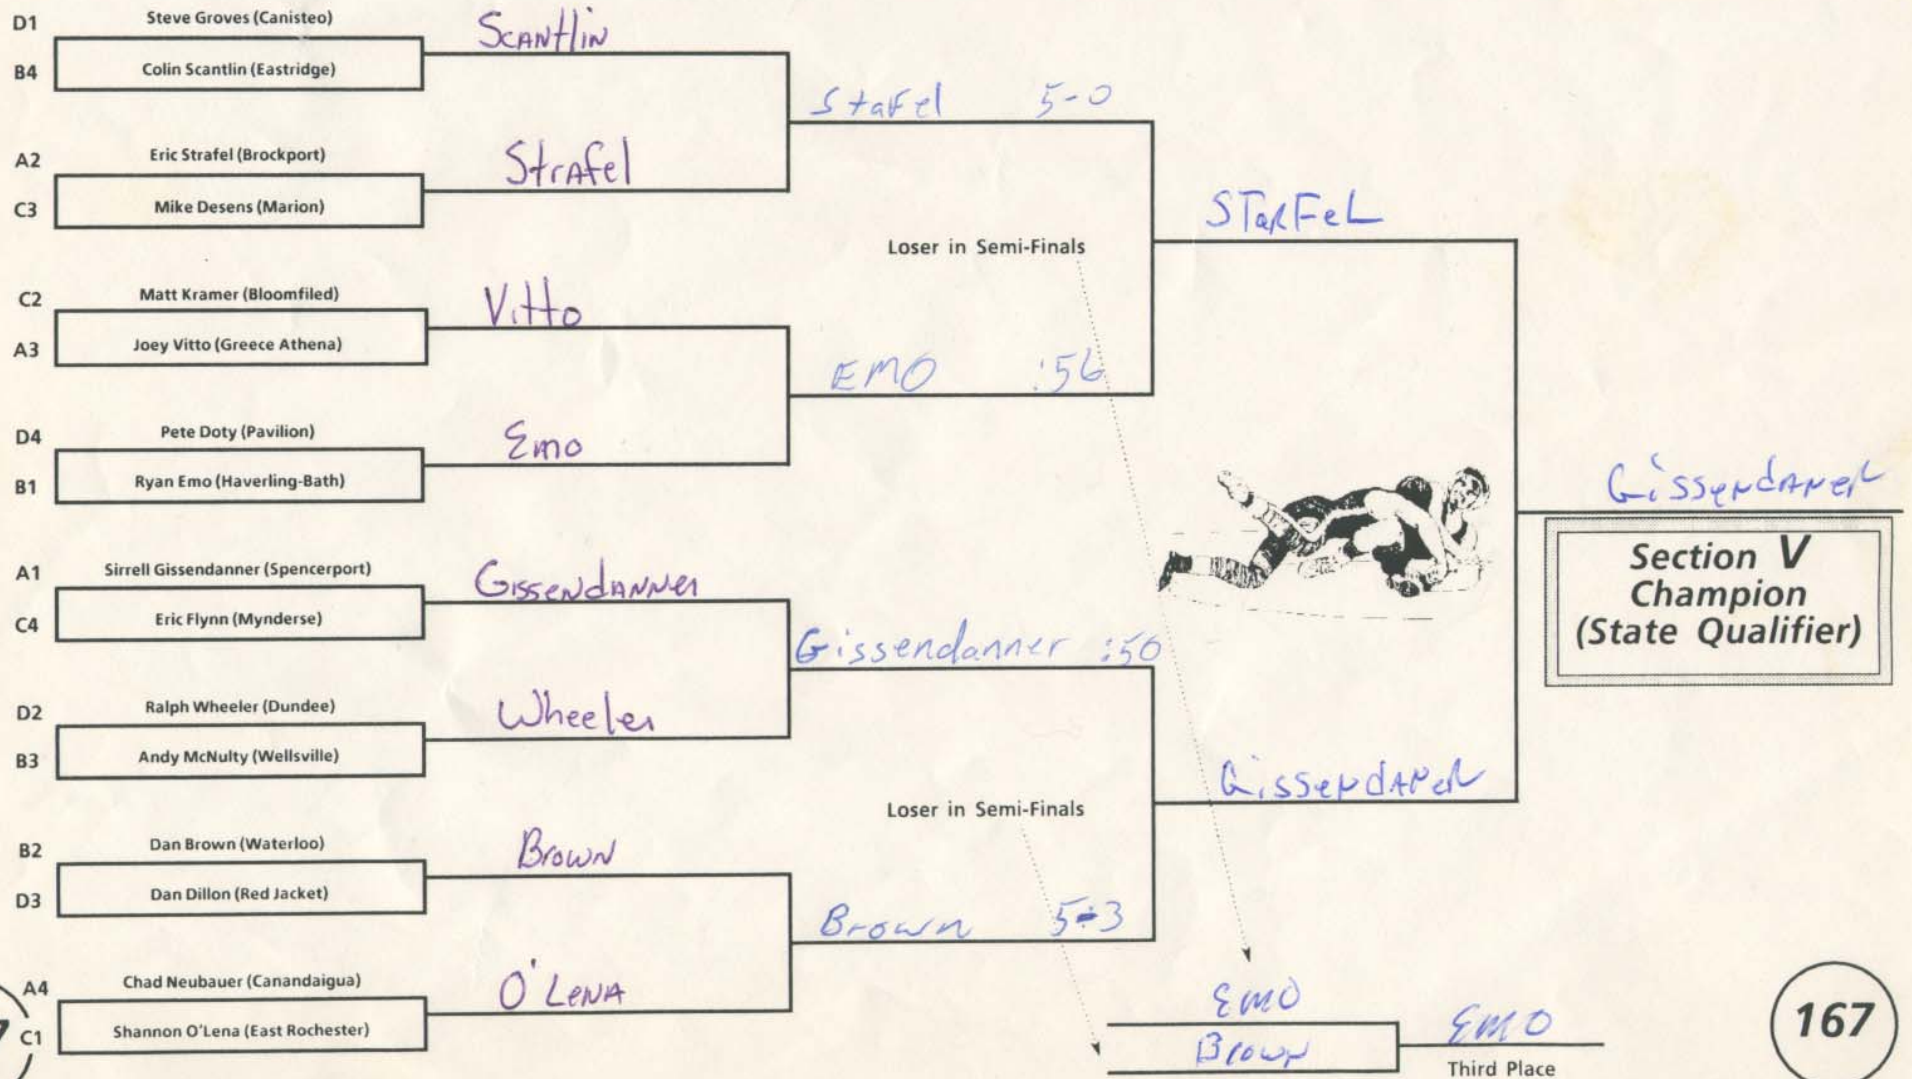 D1 Steve Groves (Canisteo)
B4 Colin Scantlin (Eastridge)
A2 Eric Strafel (Brockport)
C3 Mike Desens (Marion)
C2 Matt Kramer (Bloomfiled)
A3 Joey Vitto (Greece Athena)
D4 Pete Doty (Pavilion)
B1 Ryan Emo (Haverling-Bath)
A1 Sirrell Gissendanner (Spencerport)
C4 Eric Flynn (Mynderse)
D2 Ralph Wheeler (Dundee)
B3 Andy McNulty (Wellsville)
B2 Dan Brown (Waterloo)
D3 Dan Dillon (Red Jacket)
A4 Chad Neubauer (Canandaigua)
C1 Shannon O'Lena (East Rochester)
7
Scantlin
Strafel
Vitto
Emo
Gissendanner
Wheeler
Brown
O'Lena
Stafel 5-0
EMO :56
Gissendanner :50
Brown 5-3
Loser in Semi-Finals
Loser in Semi-Finals
STarFeL
GissendaneR
GissendaneR
Section V
Champion
(State Qualifier)
EMO
Brown
EMO
Third Place
167